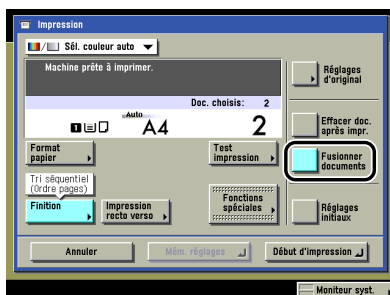 Impression
Sél. couleur auto
Machine prête à imprimer.
Réglages
d'original
Doc. choisis: 2
Auto
1 A4 2
Effacer doc.
après impr.
Format
papier
Test
impression
Fusionner
documents
Tri séquentiel
(Ordre pages)
Finition
Impression
recto verso
Fonctions
spéciales
Réglages
initiaux
Annuler
Mém. réglages
Début d'impression
Moniteur syst.